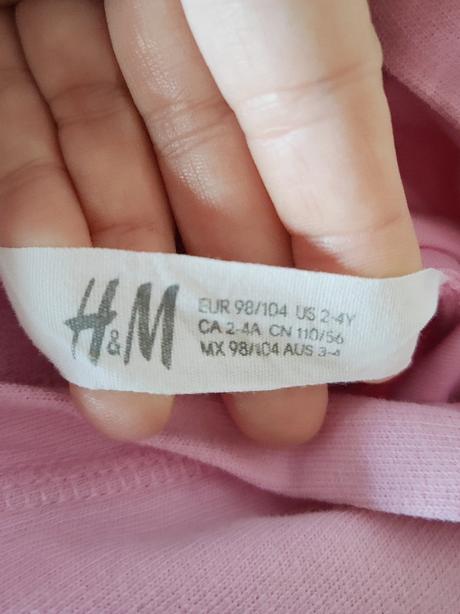 H&M
EUR 98/104 US 2-4Y
CA 2-4A CN 110/56
MX 98/104 AUS 3-4